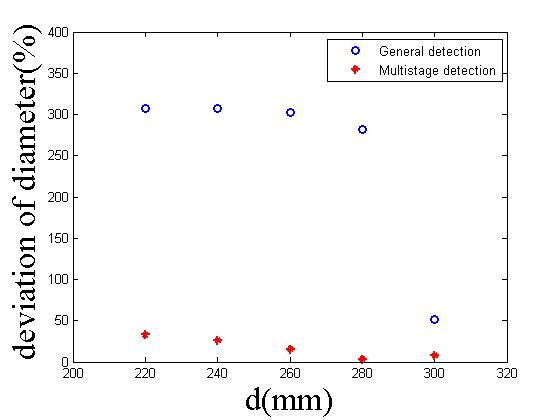 400
350
300
250
200
150
100
50
0
200 220 240 260 280 300 320
General detection
Multistage detection
deviation of diameter(%)
d(mm)